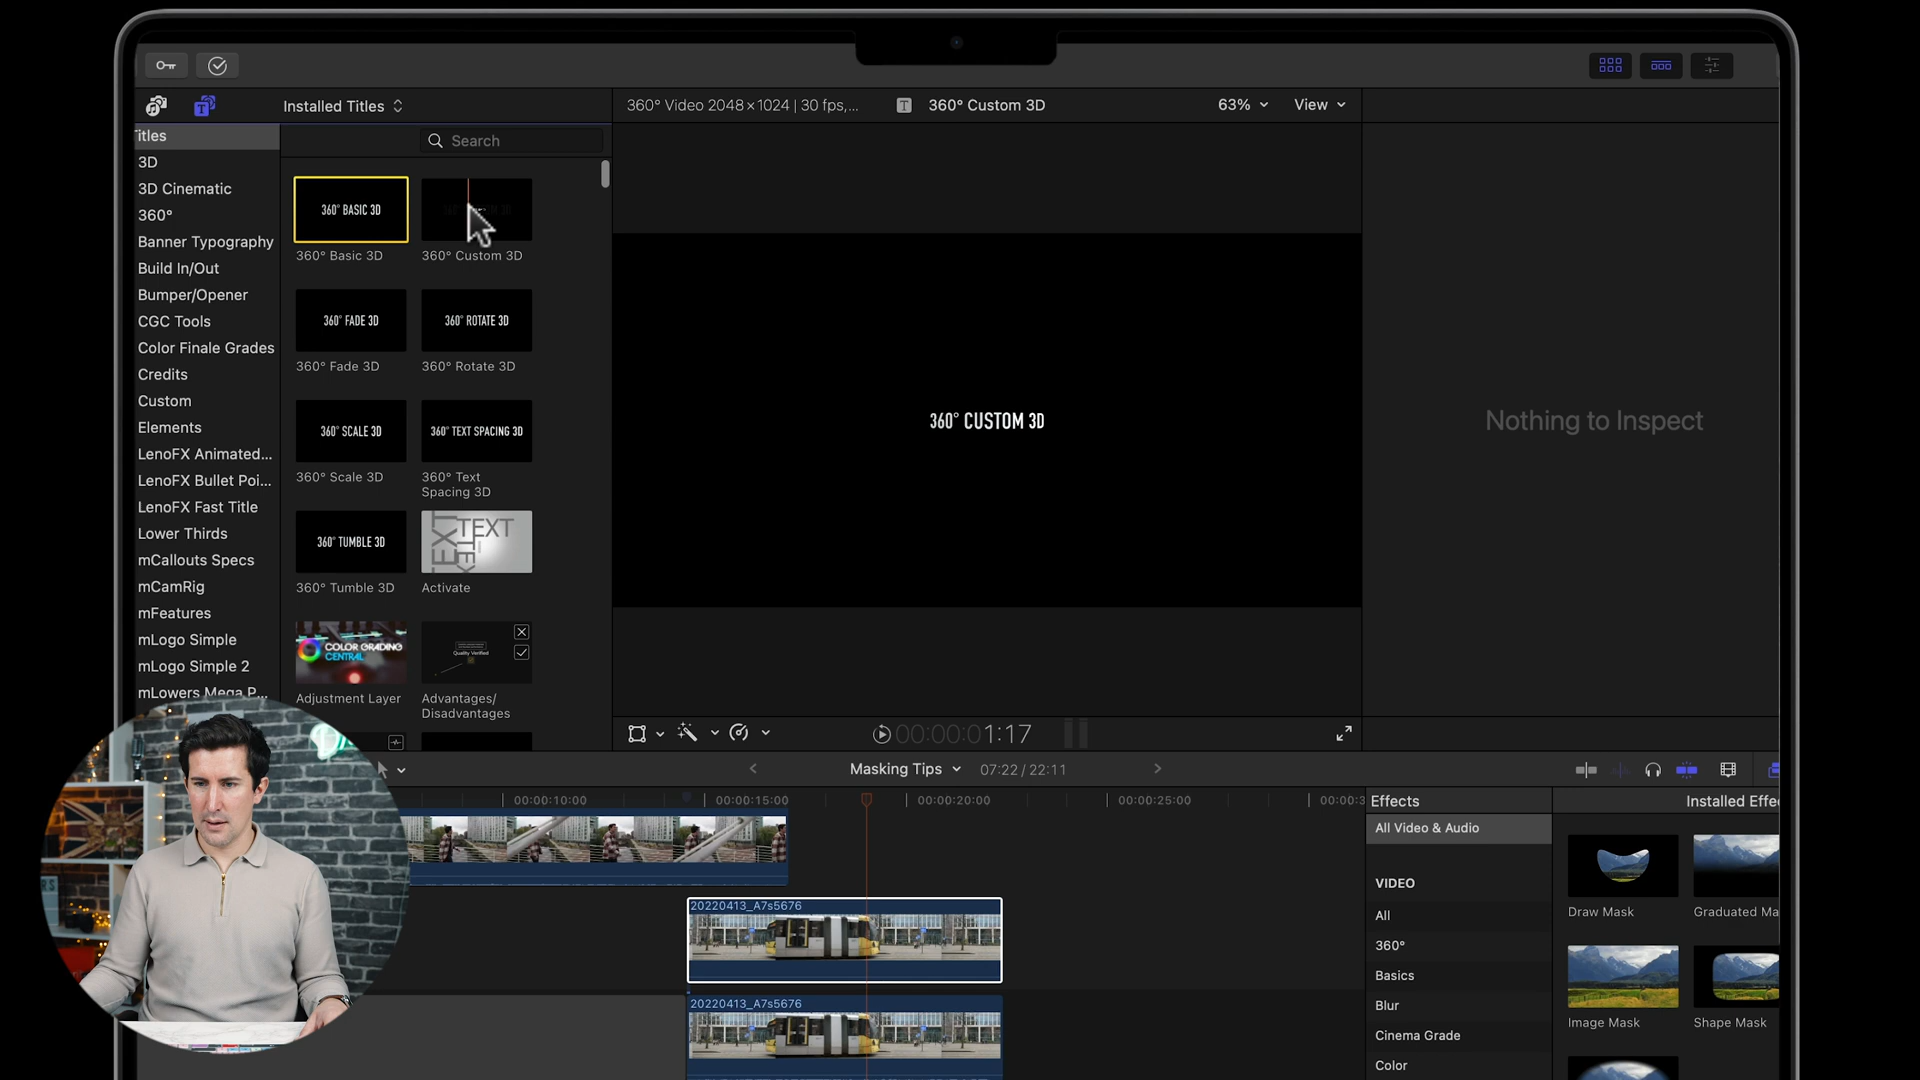 Installed Titles
360° Video 2048×1024 | 30 fps,...
T
360° Custom 3D
63%
View
Titles
3D
3D Cinematic
360°
Banner Typography
Build In/Out
Bumper/Opener
CGC Tools
Color Finale Grades
Credits
Custom
Elements
LenoFX Animated...
LenoFX Bullet Poi...
LenoFX Fast Title
Lower Thirds
mCallouts Specs
mCamRig
mFeatures
mLogo Simple
mLogo Simple 2
mLowers Mega P...
Search
360° BASIC 3D
360° Basic 3D
360° Custom 3D
360° FADE 3D
360° ROTATE 3D
360° Fade 3D
360° Rotate 3D
360° SCALE 3D
360° TEXT SPACING 3D
360° Scale 3D
360° Text
Spacing 3D
360° TUMBLE 3D
TEXT
360° Tumble 3D
Activate
COLOR GRADING
CENTRAL
Quality Verified
Adjustment Layer
Advantages/
Disadvantages
360° CUSTOM 3D
Nothing to Inspect
00:00:01:17
Masking Tips
07:22 / 22:11
00:00:10:00
00:00:15:00
00:00:20:00
00:00:25:00
00:00:3
20220413_A7s5676
20220413_A7s5676
Effects
Installed Effe
All Video & Audio
VIDEO
All
360°
Basics
Blur
Cinema Grade
Color
Draw Mask
Graduated Ma
Image Mask
Shape Mask